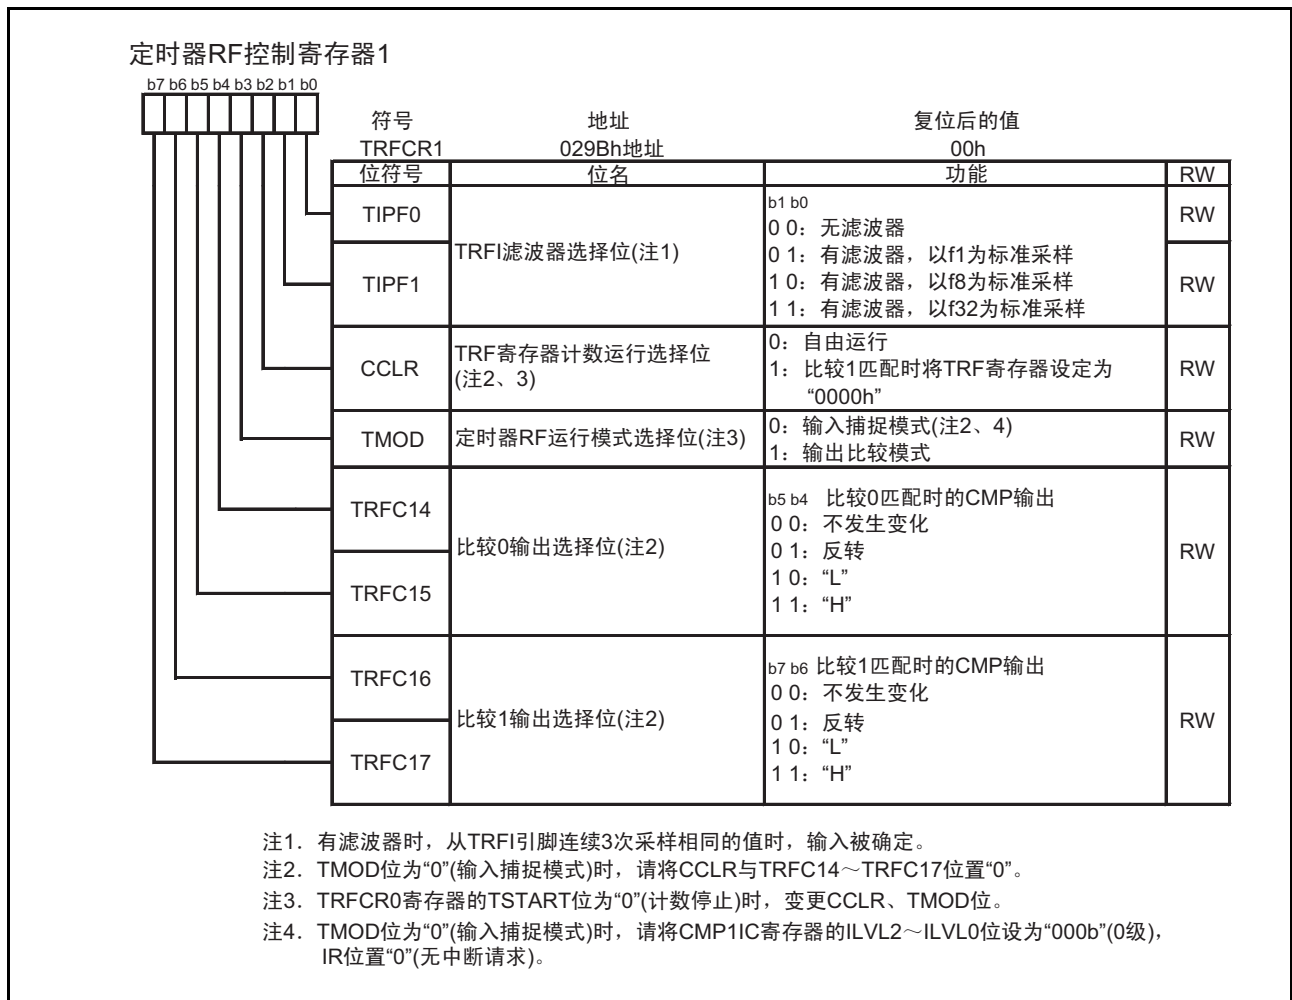 定时器RF控制寄存器1
b7 b6 b5 b4 b3 b2 b1 b0
符号 地址 复位后的值
TRFCR1 029Bh地址 00h
位符号 位名 功能 RW
TIPF0
TIPF1
TRFI滤波器选择位(注1)
b1 b0
0 0：无滤波器
0 1：有滤波器，以f1为标准采样
1 0：有滤波器，以f8为标准采样
1 1：有滤波器，以f32为标准采样
RW
RW
CCLR
TRF寄存器计数运行选择位
(注2、3)
0：自由运行
1：比较1匹配时将TRF寄存器设定为
“0000h”
RW
TMOD
定时器RF运行模式选择位(注3)
0：输入捕捉模式(注2、4)
1：输出比较模式
RW
TRFC14
TRFC15
比较0输出选择位(注2)
b5 b4 比较0匹配时的CMP输出
0 0：不发生变化
0 1：反转
1 0：“L”
1 1：“H”
RW
TRFC16
TRFC17
比较1输出选择位(注2)
b7 b6 比较1匹配时的CMP输出
0 0：不发生变化
0 1：反转
1 0：“L”
1 1：“H”
RW
注1. 有滤波器时，从TRFI引脚连续3次采样相同的值时，输入被确定。
注2. TMOD位为“0”(输入捕捉模式)时，请将CCLR与TRFC14～TRFC17位置“0”。
注3. TRFCR0寄存器的TSTART位为“0”(计数停止)时，变更CCLR、TMOD位。
注4. TMOD位为“0”(输入捕捉模式)时，请将CMP1IC寄存器的ILVL2～ILVL0位设为“000b”(0级)，
IR位置“0”(无中断请求)。